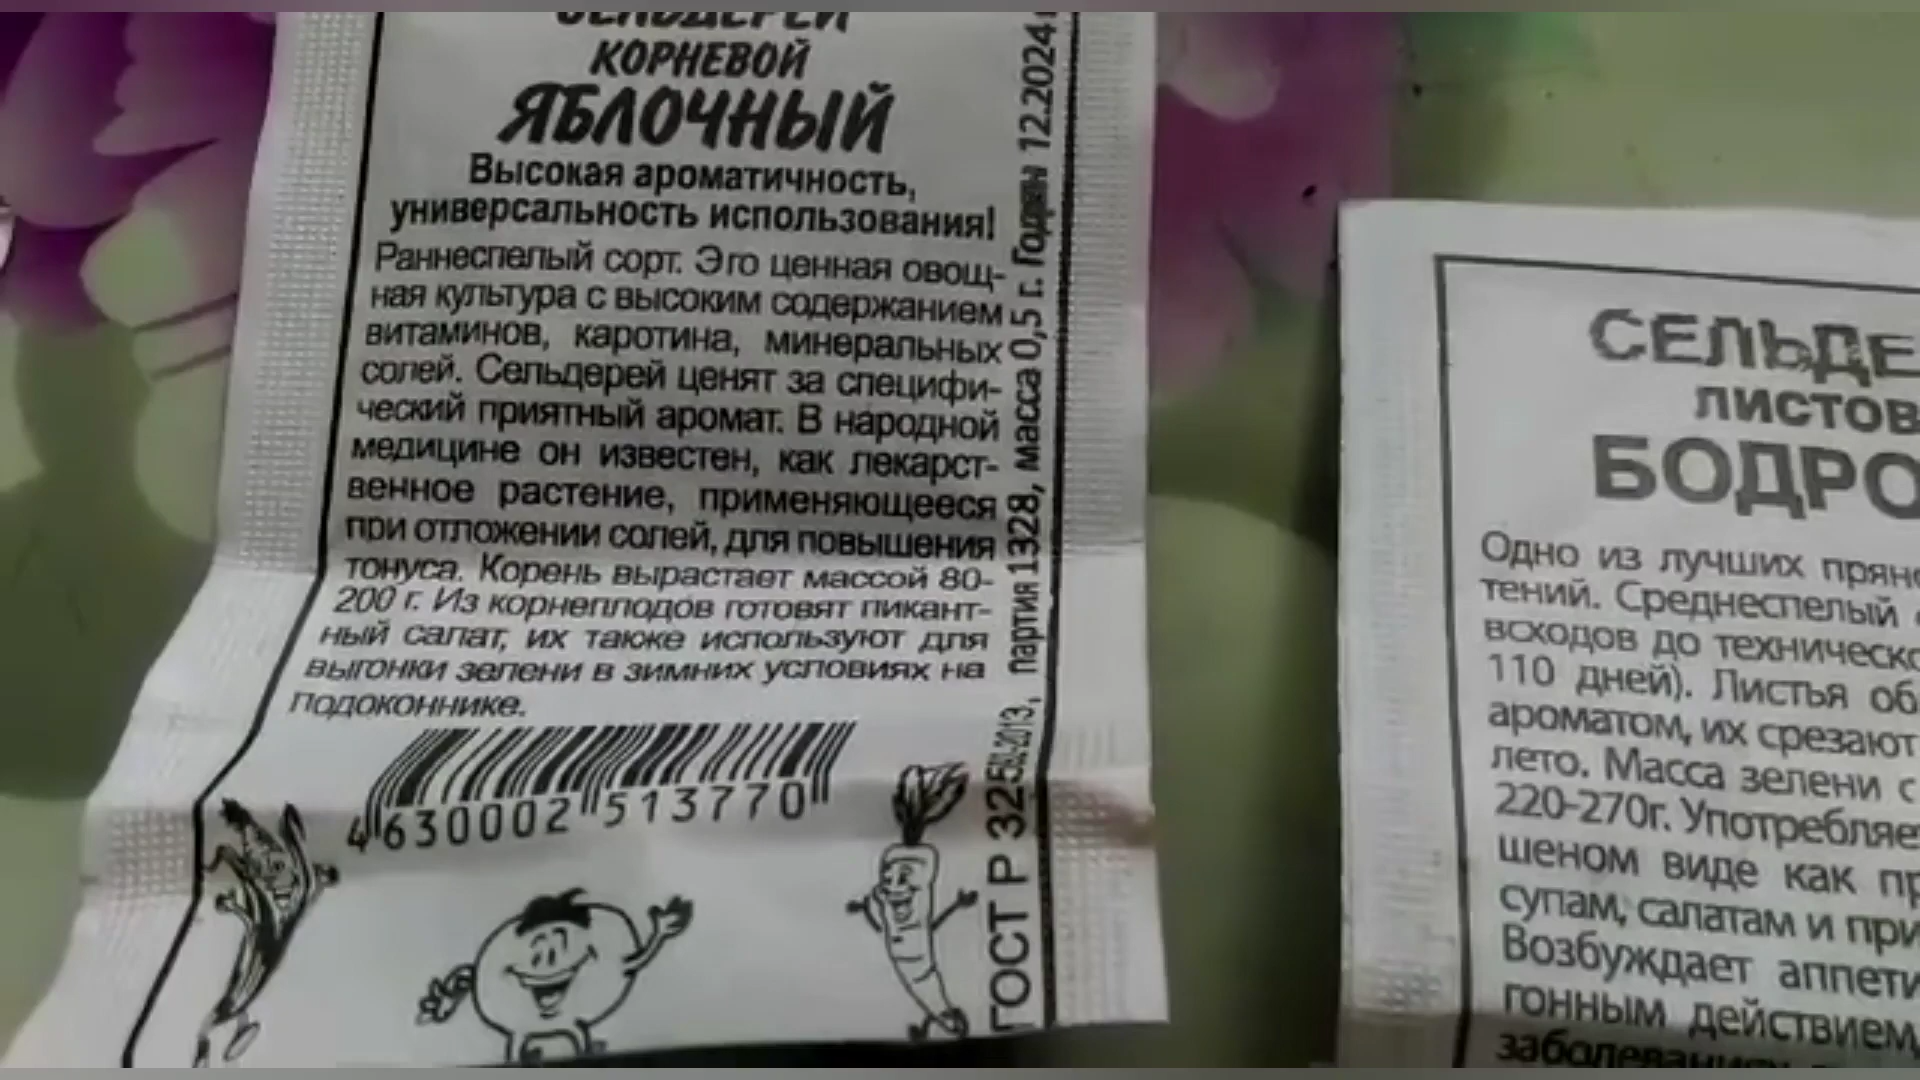 СЕЛЬДЕРЕЙ
КОРНЕВОЙ
ЯБЛОЧНЫЙ
Высокая ароматичность,
универсальность использования!
Раннеспелый сорт. Это ценная овощ-
ная культура с высоким содержанием
витаминов, каротина, минеральных
солей. Сельдерей ценят за специфи-
ческий приятный аромат. В народной
медицине он известен, как лекарст-
венное растение, применяющееся
при отложении солей, для повышения
тонуса. Корень вырастает массой 80-
200 г. Из корнеплодов готовят пикант-
ный салат, их также используют для
выгонки зелени в зимних условиях на
подоконнике.
4 630002 513770
ГОСТ Р 32592-2013, партия 1328, масса 0,5 г. Годен 12.2024
СЕЛЬДЕ
листов
БОДРО
Одно из лучших прян
тений. Среднеспелый
всходов до техническо
110 дней). Листья об
ароматом, их срезают
лето. Масса зелени с
220-270г. Употребляе
шеном виде как пр
супам, салатам и при
Возбуждает аппети
гонным действием,
заболеваниях